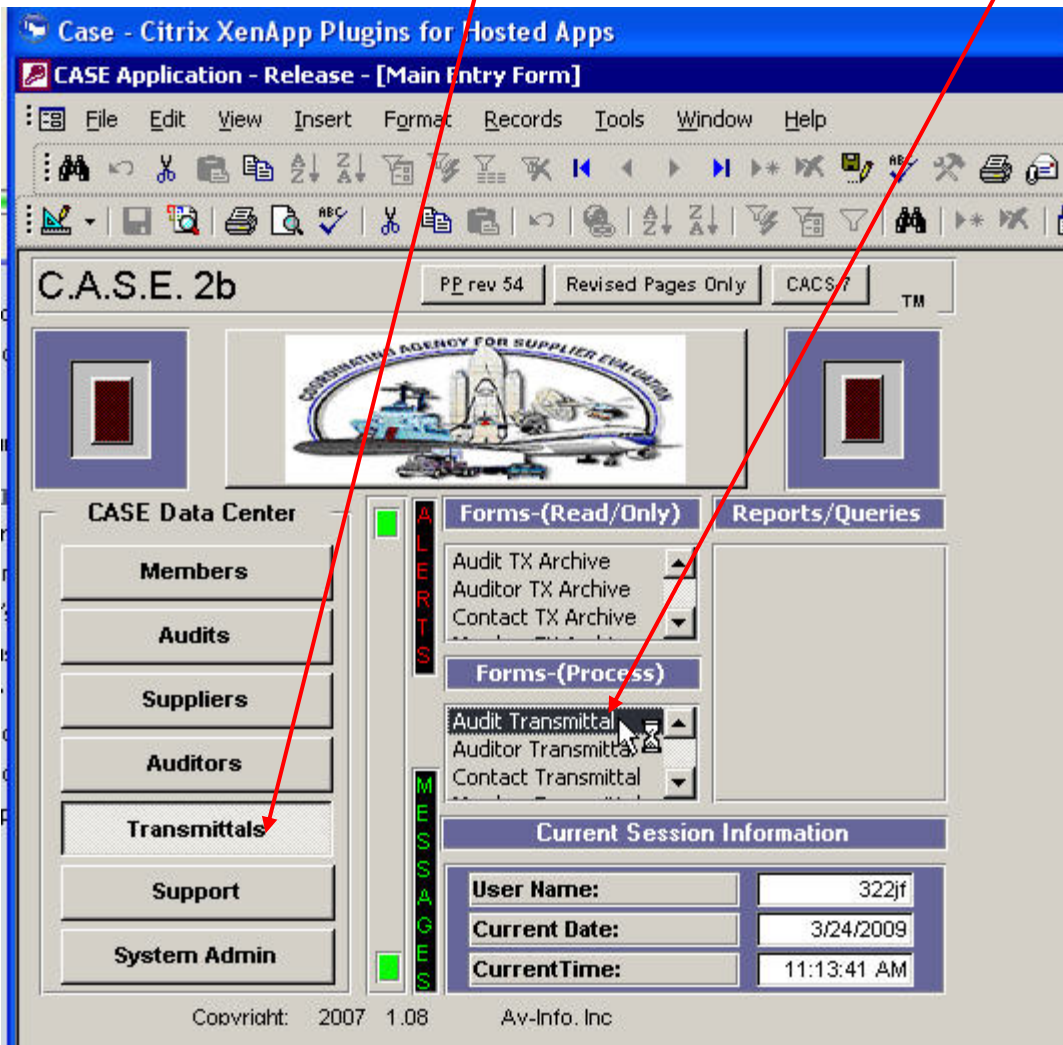 Case - Citrix XenApp Plugins for Hosted Apps
CASE Application - Release - [Main Entry Form]
File Edit View Insert Format Records Tools Window Help
C.A.S.E. 2b
PP rev 54
Revised Pages Only
CACS-7
TM
COORDINATING AGENCY FOR SUPPLIER EVALUATION
CASE Data Center
Members
Audits
Suppliers
Auditors
Transmittals
Support
System Admin
ALERTS
MESSAGES
Forms-(Read/Only)
Audit TX Archive
Auditor TX Archive
Contact TX Archive
Forms-(Process)
Audit Transmittal
Auditor Transmittal
Contact Transmittal
Reports/Queries
Current Session Information
User Name: 322jf
Current Date: 3/24/2009
CurrentTime: 11:13:41 AM
Copyright: 2007 1.08 Av-Info. Inc